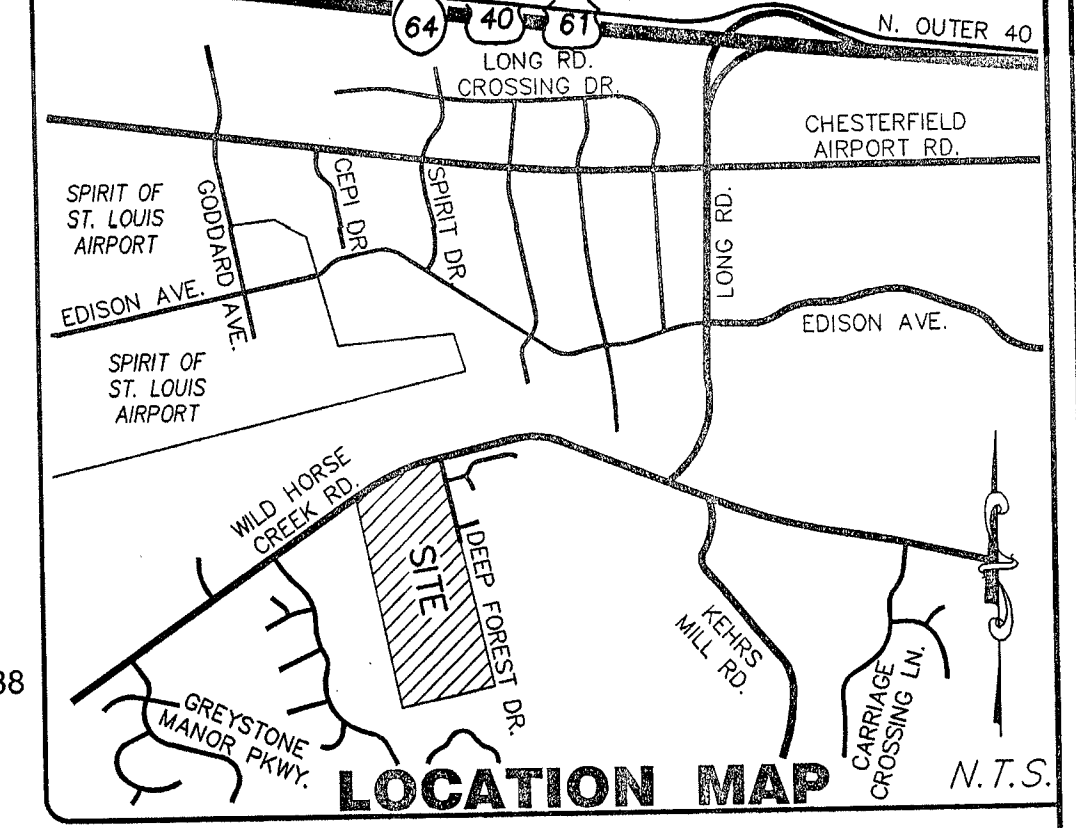 64
40
61
N. OUTER 40
LONG RD.
CROSSING DR.
CHESTERFIELD
AIRPORT RD.
SPIRIT OF
ST. LOUIS
AIRPORT
GODDARD AVE.
CEPI DR.
SPIRIT DR.
LONG RD.
EDISON AVE.
EDISON AVE.
SPIRIT OF
ST. LOUIS
AIRPORT
WILD HORSE
CREEK RD.
SITE
DEEP FOREST DR.
KEHRS
MILL RD.
CARRIAGE
CROSSING LN.
GREYSTONE
MANOR PKWY.
38
LOCATION MAP
N.T.S.